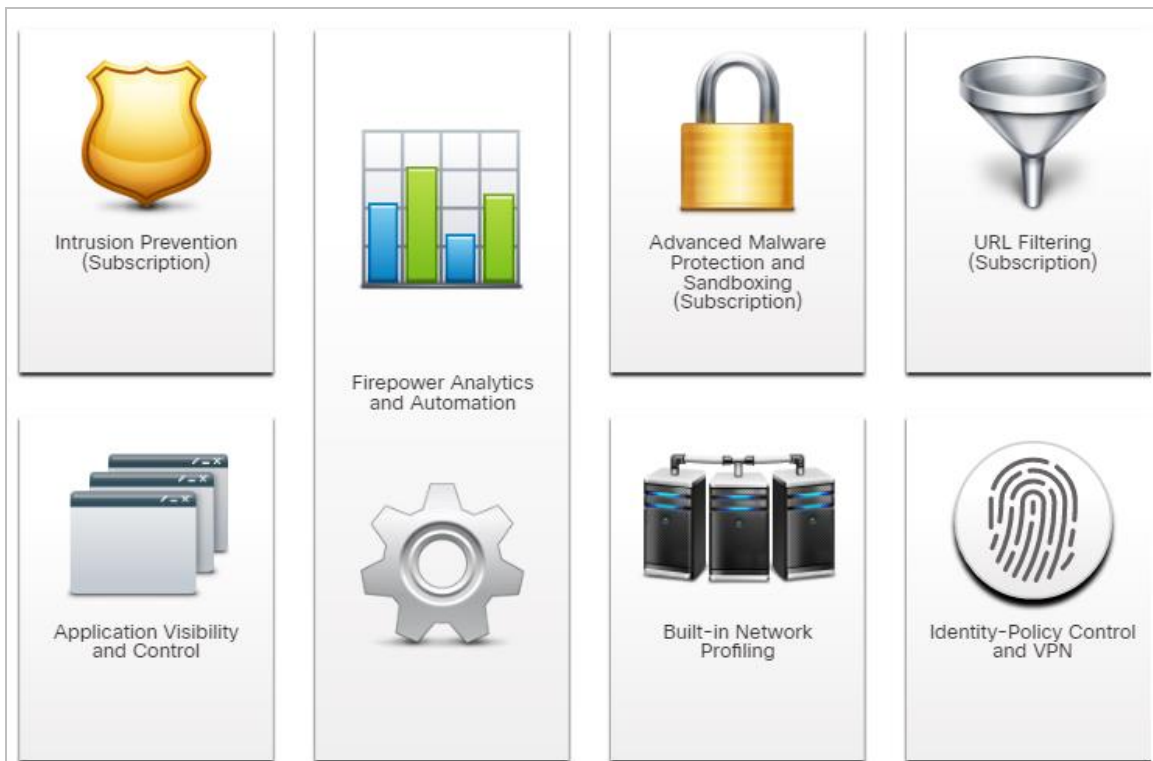 Intrusion Prevention
(Subscription)
Firepower Analytics
and Automation
Advanced Malware
Protection and
Sandboxing
(Subscription)
URL Filtering
(Subscription)
Application Visibility
and Control
Built-in Network
Profiling
Identity-Policy Control
and VPN